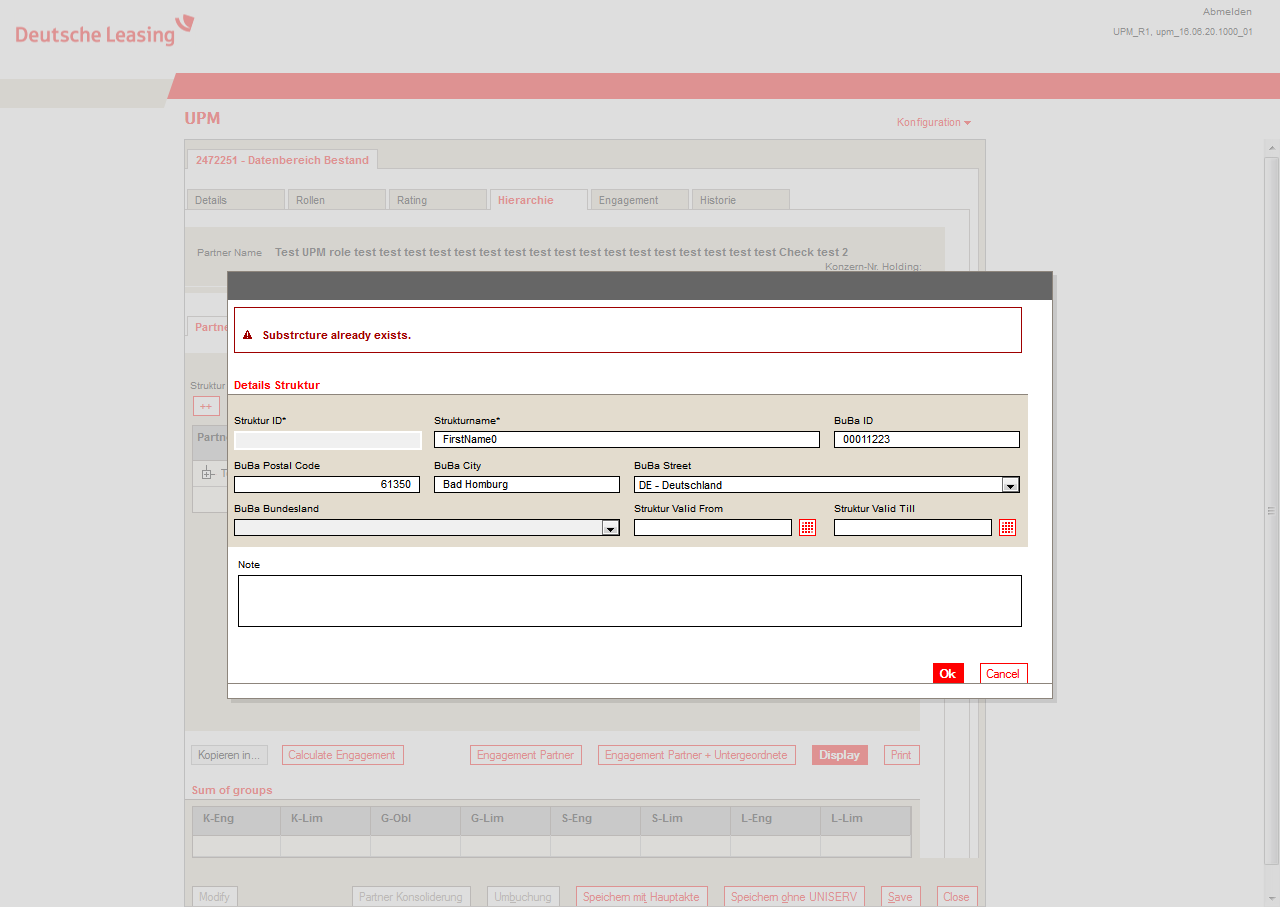 Deutsche Leasing
Abmelden
UPM_R1, upm_16.06.20.1000_01
UPM
Konfiguration
2472251 - Datenbereich Bestand
Details Rollen Rating Hierarchie Engagement Historie
Partner Name Test UPM role test test test test test test test test test test test test test test test test test Check test 2
Konzern-Nr. Holding:
Substrcture already exists.
Partne
Details Struktur
Struktur
++
Struktur ID* Strukturname* BuBa ID
FirstName0 00011223
Partne
BuBa Postal Code BuBa City BuBa Street
T
61350 Bad Homburg DE - Deutschland
BuBa Bundesland Struktur Valid From Struktur Valid Till
Note
Ok Cancel
Kopieren in... Calculate Engagement Engagement Partner Engagement Partner + Untergeordnete Display Print
Sum of groups
K-Eng K-Lim G-Obl G-Lim S-Eng S-Lim L-Eng L-Lim
Modify Partner Konsolidierung Umbuchung Speichern mit Hauptakte Speichern ohne UNISERV Save Close